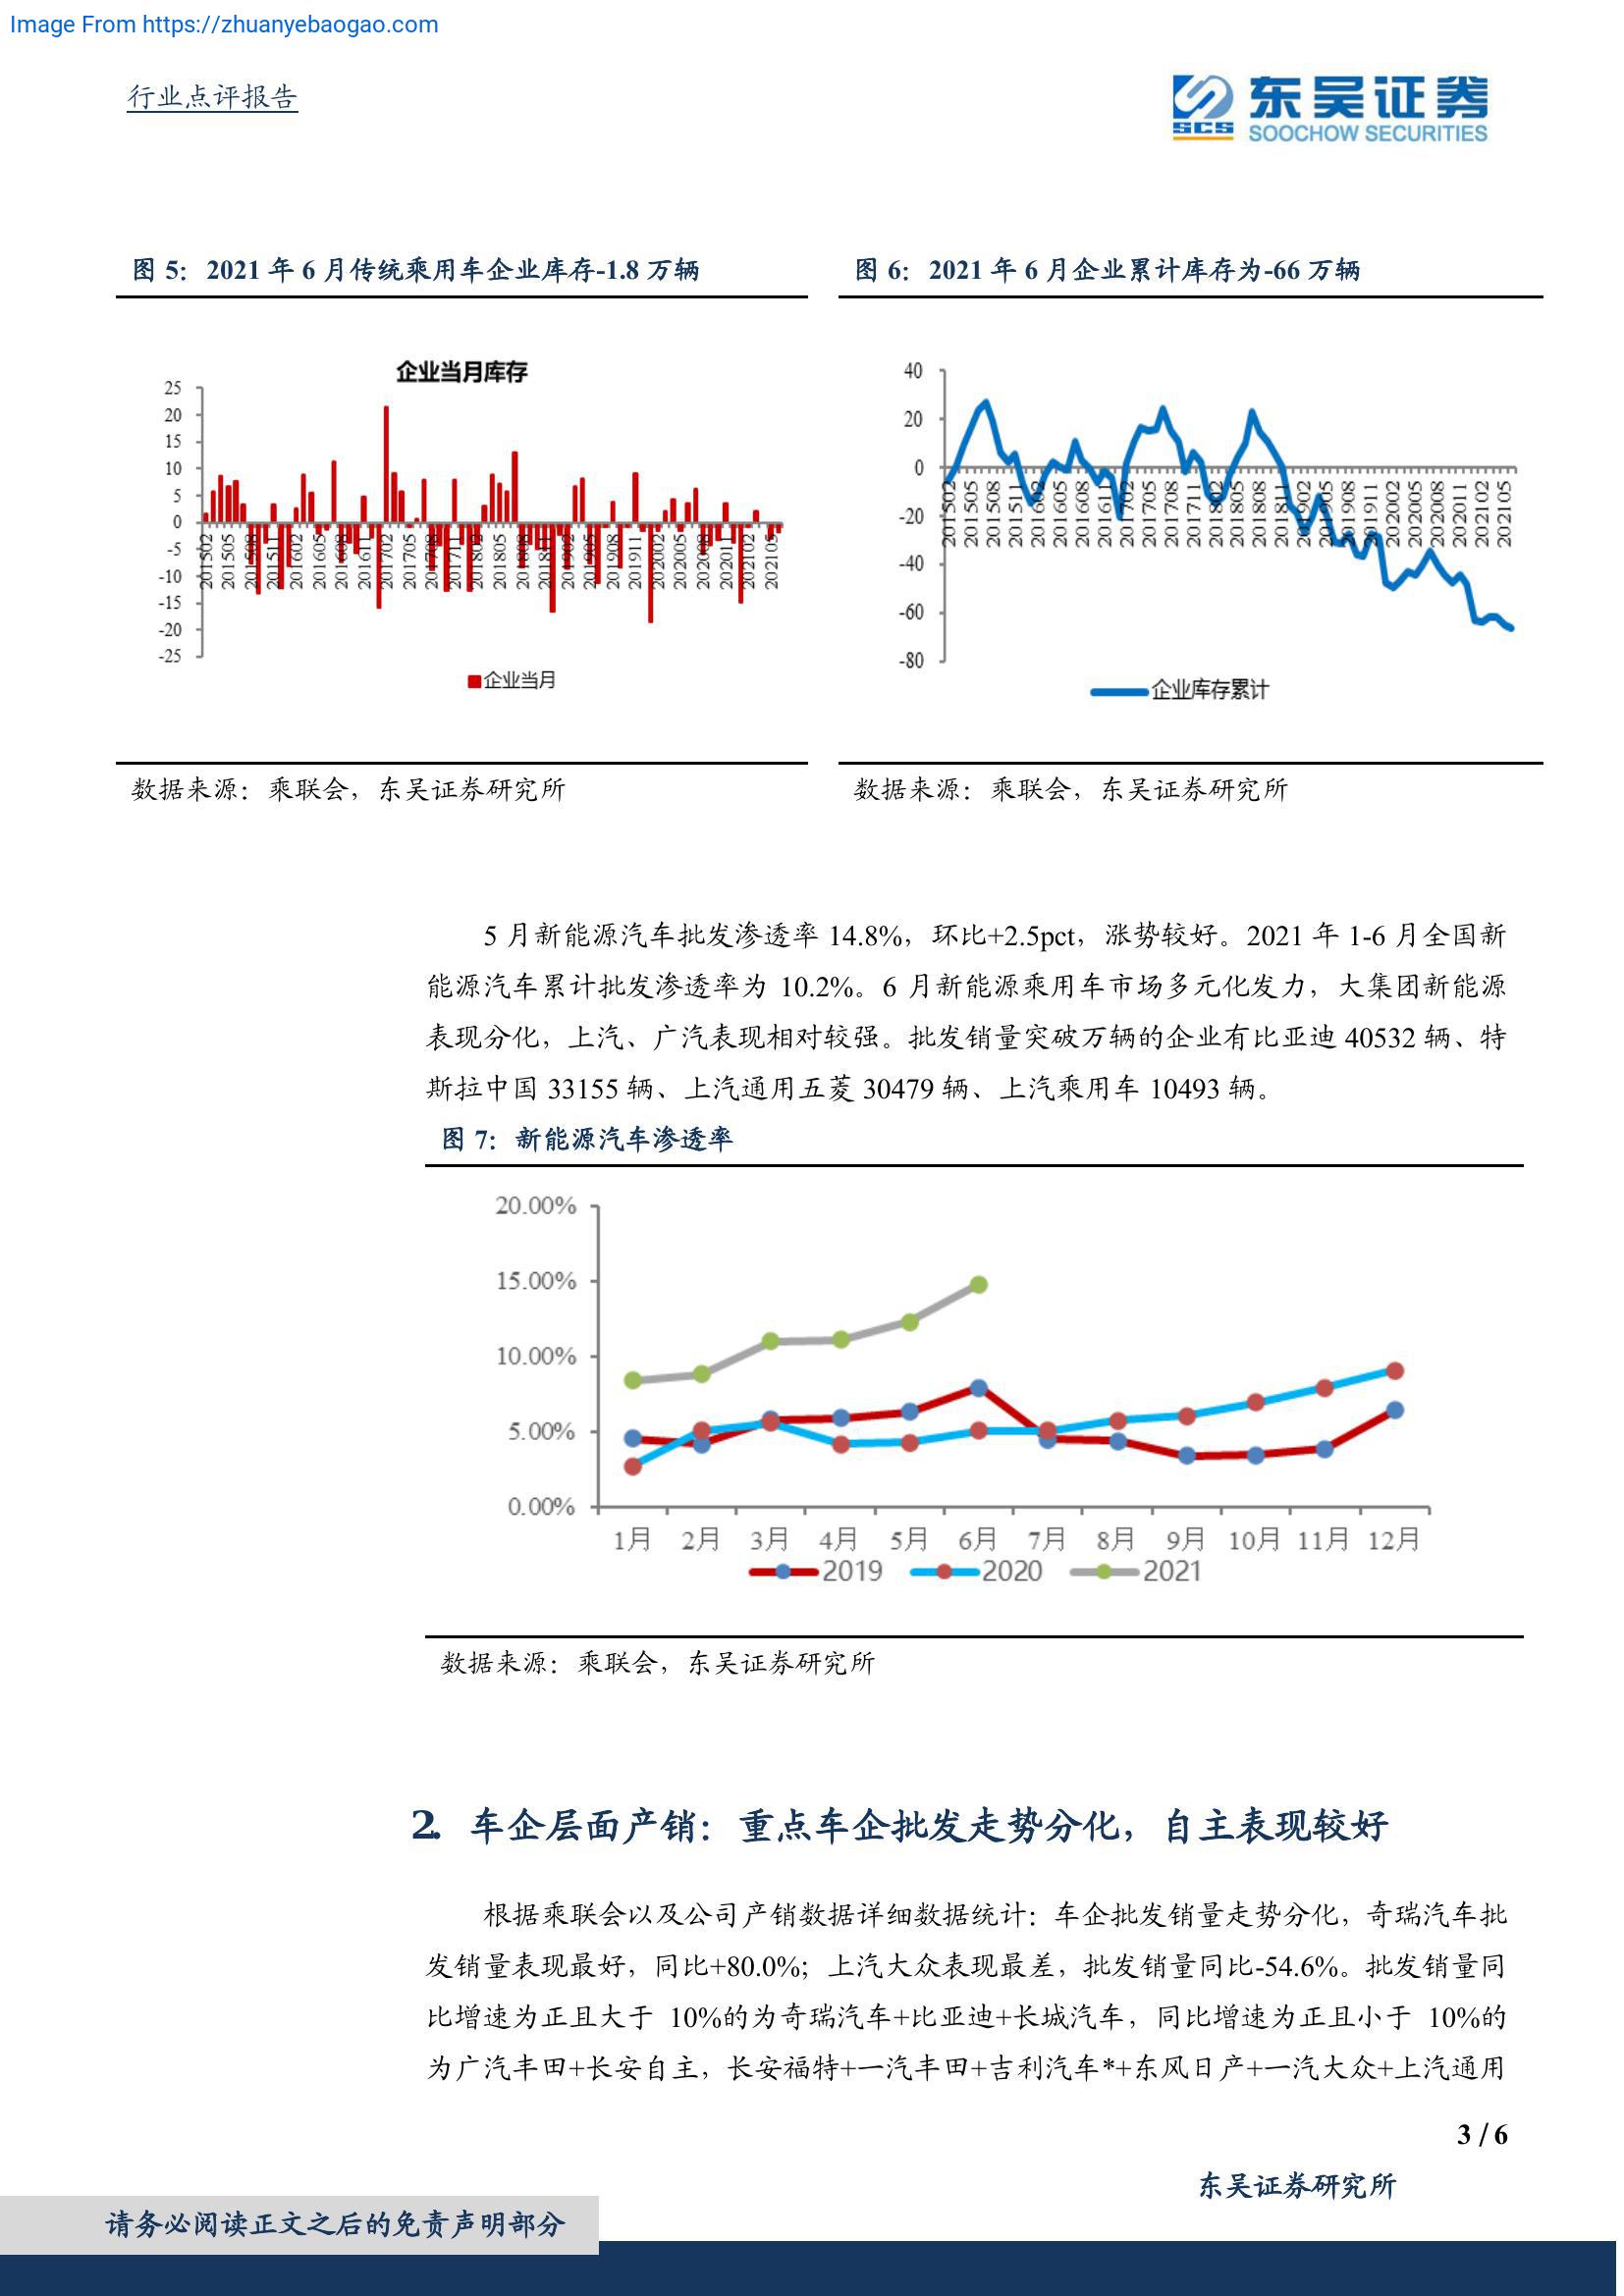 Image From https://zhuanyebaogao.com
行业点评报告
SCS
东吴证券
SOOCHOW SECURITIES
图 5：2021 年 6 月传统乘用车企业库存-1.8 万辆
图 6：2021 年 6 月企业累计库存为-66 万辆
企业当月库存
25
20
15
10
5
0
-5
-10
-15
-20
-25
201502
201505
201508
201511
201602
201605
201608
201611
201702
201705
201708
201711
201802
201805
201808
201811
201902
201905
201908
201911
202002
202005
202008
202011
202102
202105
企业当月
40
20
0
-20
-40
-60
-80
201502
201505
201508
201511
201602
201605
201608
201611
201702
201705
201708
201711
201802
201805
201808
201811
201902
201905
201908
201911
202002
202005
202008
202011
202102
202105
企业库存累计
数据来源：乘联会，东吴证券研究所
数据来源：乘联会，东吴证券研究所
5 月新能源汽车批发渗透率 14.8%，环比+2.5pct，涨势较好。2021 年 1-6 月全国新
能源汽车累计批发渗透率为 10.2%。6 月新能源乘用车市场多元化发力，大集团新能源
表现分化，上汽、广汽表现相对较强。批发销量突破万辆的企业有比亚迪 40532 辆、特
斯拉中国 33155 辆、上汽通用五菱 30479 辆、上汽乘用车 10493 辆。
图 7：新能源汽车渗透率
20.00%
15.00%
10.00%
5.00%
0.00%
1月 2月 3月 4月 5月 6月 7月 8月 9月 10月 11月 12月
2019 2020 2021
数据来源：乘联会，东吴证券研究所
2. 车企层面产销：重点车企批发走势分化，自主表现较好
根据乘联会以及公司产销数据详细数据统计：车企批发销量走势分化，奇瑞汽车批
发销量表现最好，同比+80.0%；上汽大众表现最差，批发销量同比-54.6%。批发销量同
比增速为正且大于 10%的为奇瑞汽车+比亚迪+长城汽车，同比增速为正且小于 10%的
为广汽丰田+长安自主，长安福特+一汽丰田+吉利汽车*+东风日产+一汽大众+上汽通用
3 / 6
东吴证券研究所
请务必阅读正文之后的免责声明部分